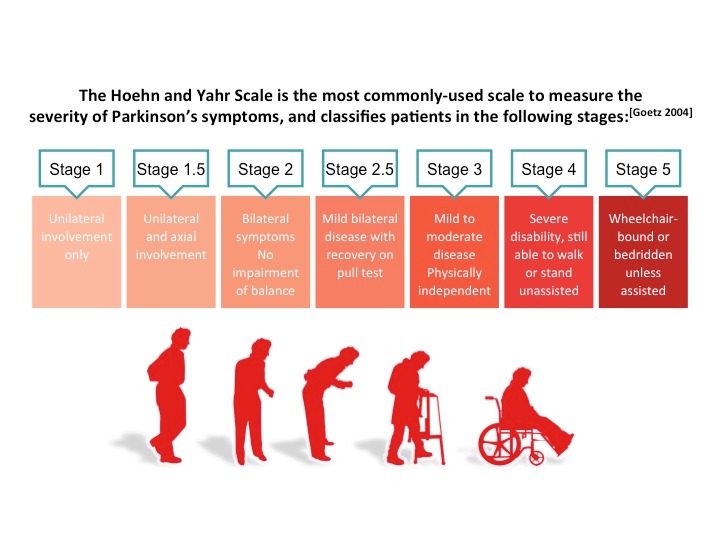 The Hoehn and Yahr Scale is the most commonly-used scale to measure the
severity of Parkinson's symptoms, and classifies patients in the following stages:[Goetz 2004]
Stage 1
Unilateral
involvement
only
Stage 1.5
Unilateral
and axial
involvement
Stage 2
Bilateral
symptoms
No
impairment
of balance
Stage 2.5
Mild bilateral
disease with
recovery on
pull test
Stage 3
Mild to
moderate
disease
Physically
independent
Stage 4
Severe
disability, still
able to walk
or stand
unassisted
Stage 5
Wheelchair-
bound or
bedridden
unless
assisted